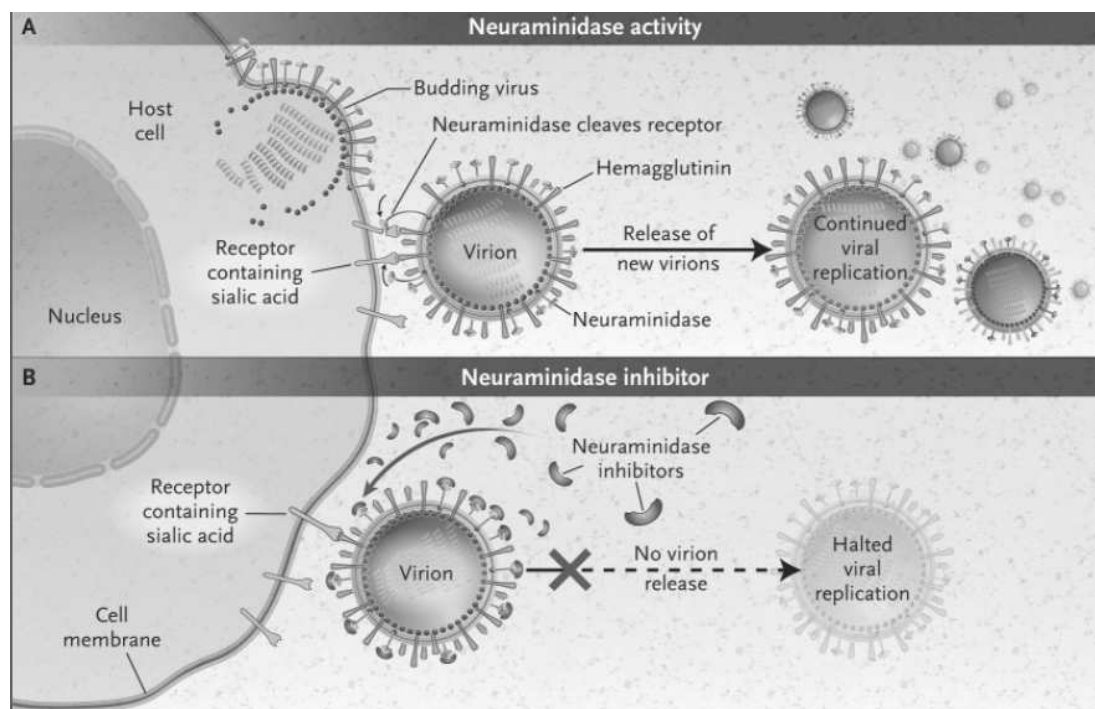 A
Neuraminidase activity
Host
cell
Budding virus
Neuraminidase cleaves receptor
Hemagglutinin
Receptor
containing
sialic acid
Virion
Release of
new virions
Continued
viral
replication
Nucleus
Neuraminidase
B
Neuraminidase inhibitor
Neuraminidase
inhibitors
Receptor
containing
sialic acid
Virion
No virion
release
Halted
viral
replication
Cell
membrane